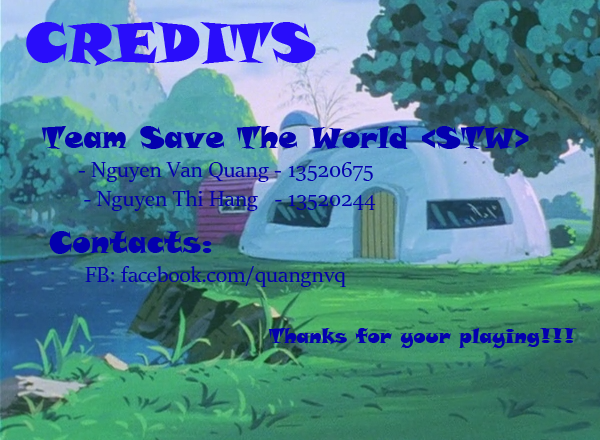 CREDITS
Team Save The World <STW>
- Nguyen Van Quang - 13520675
- Nguyen Thi Hang - 13520244
Contacts:
FB: facebook.com/quangnvq
Thanks for your playing!!!